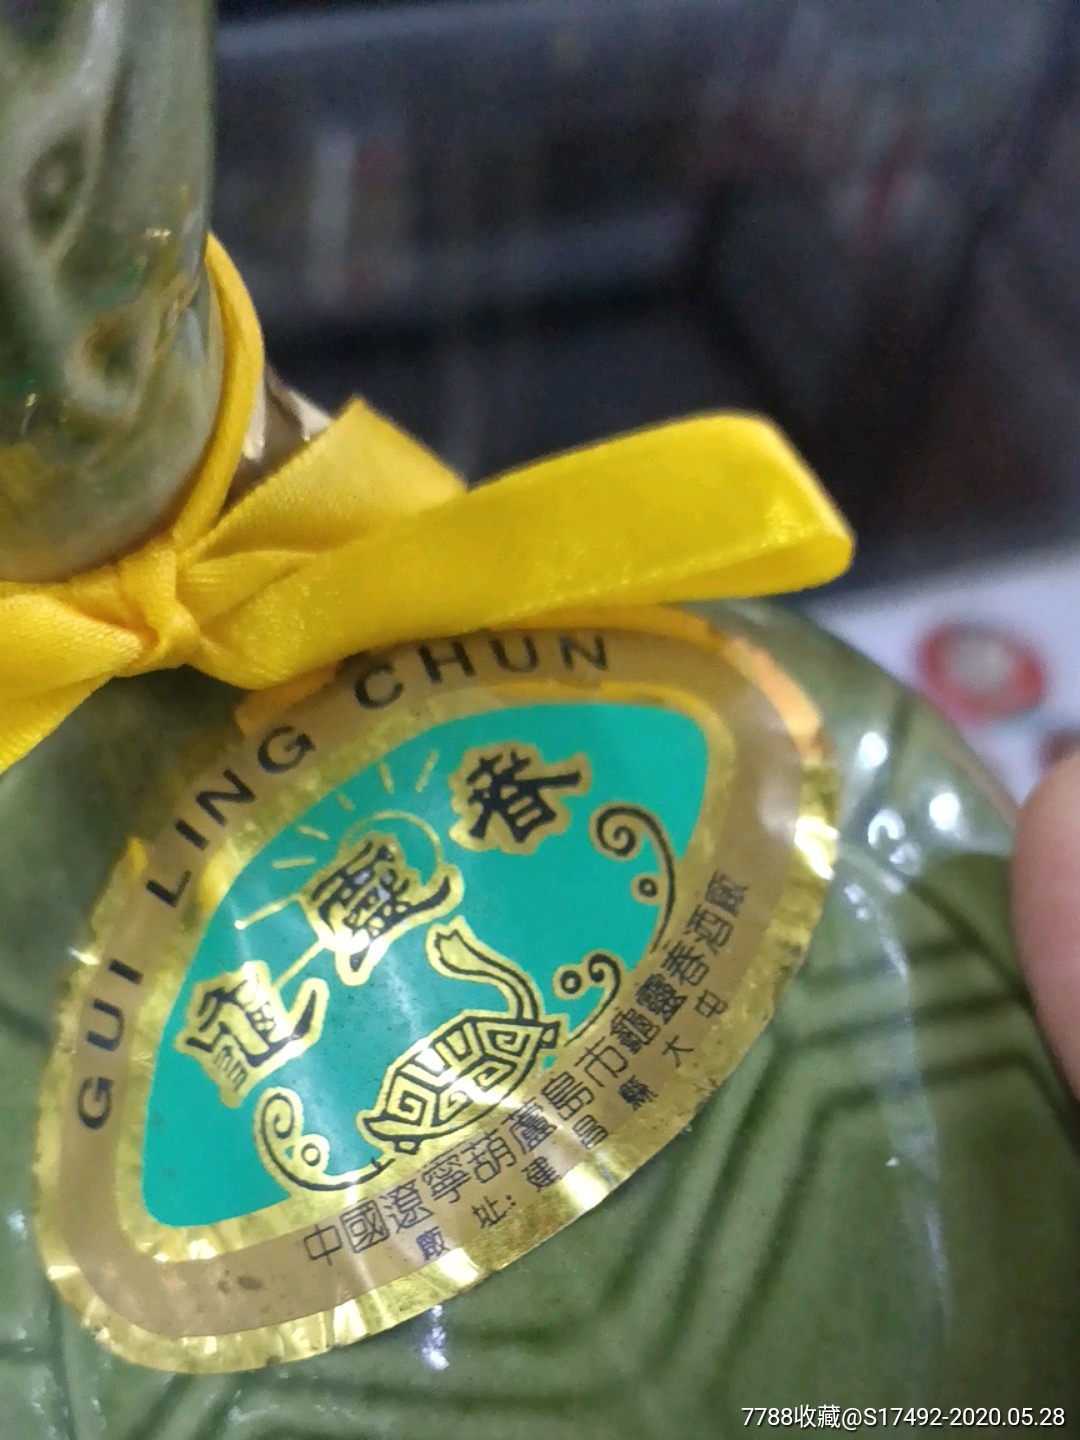 GUI LING CHUN
龜靈春
中國遼寧葫蘆島市龜靈春酒廠
廠址:建昌縣大屯
7788收藏@S17492-2020.05.28